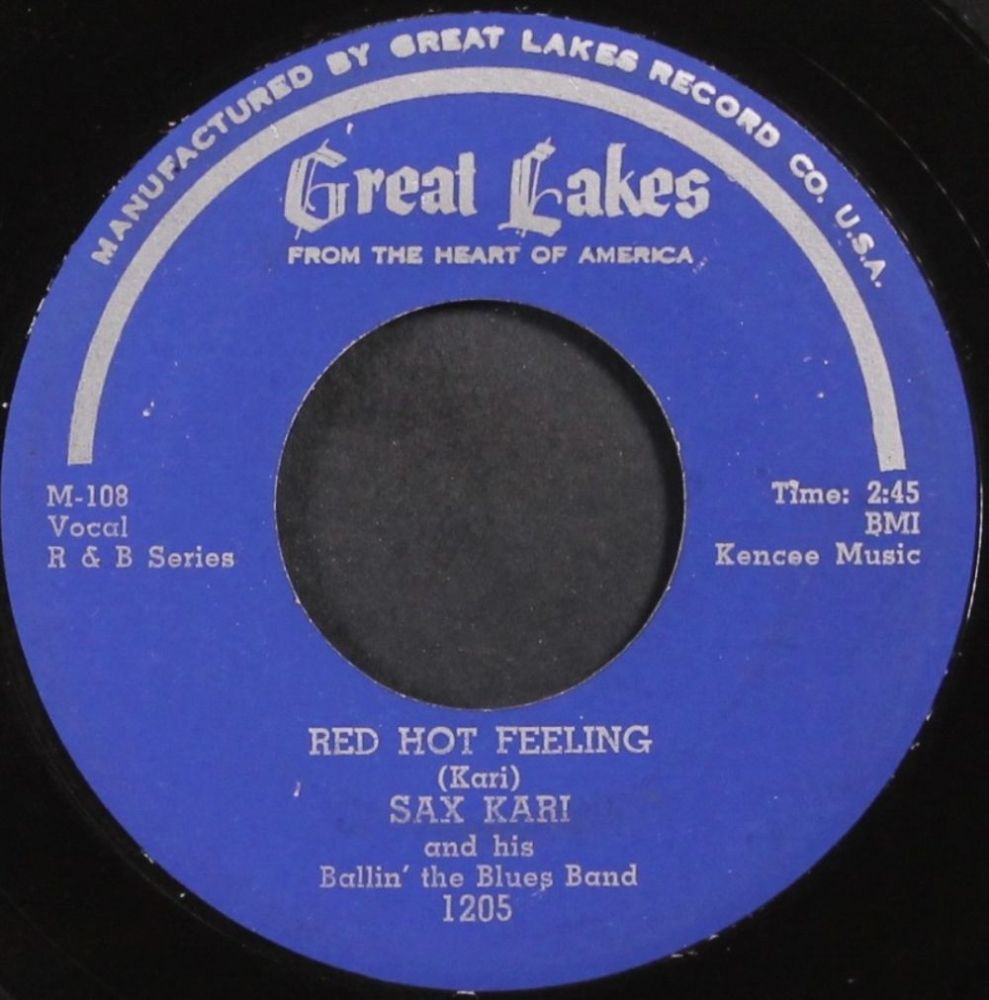 MANUFACTURED BY GREAT LAKES RECORD CO. U.S.A.
Great Lakes
FROM THE HEART OF AMERICA
M-108
Vocal
R & B Series
Time: 2:45
BMI
Kencee Music
RED HOT FEELING
(Kari)
SAX KARI
and his
Ballin' the Blues Band
1205